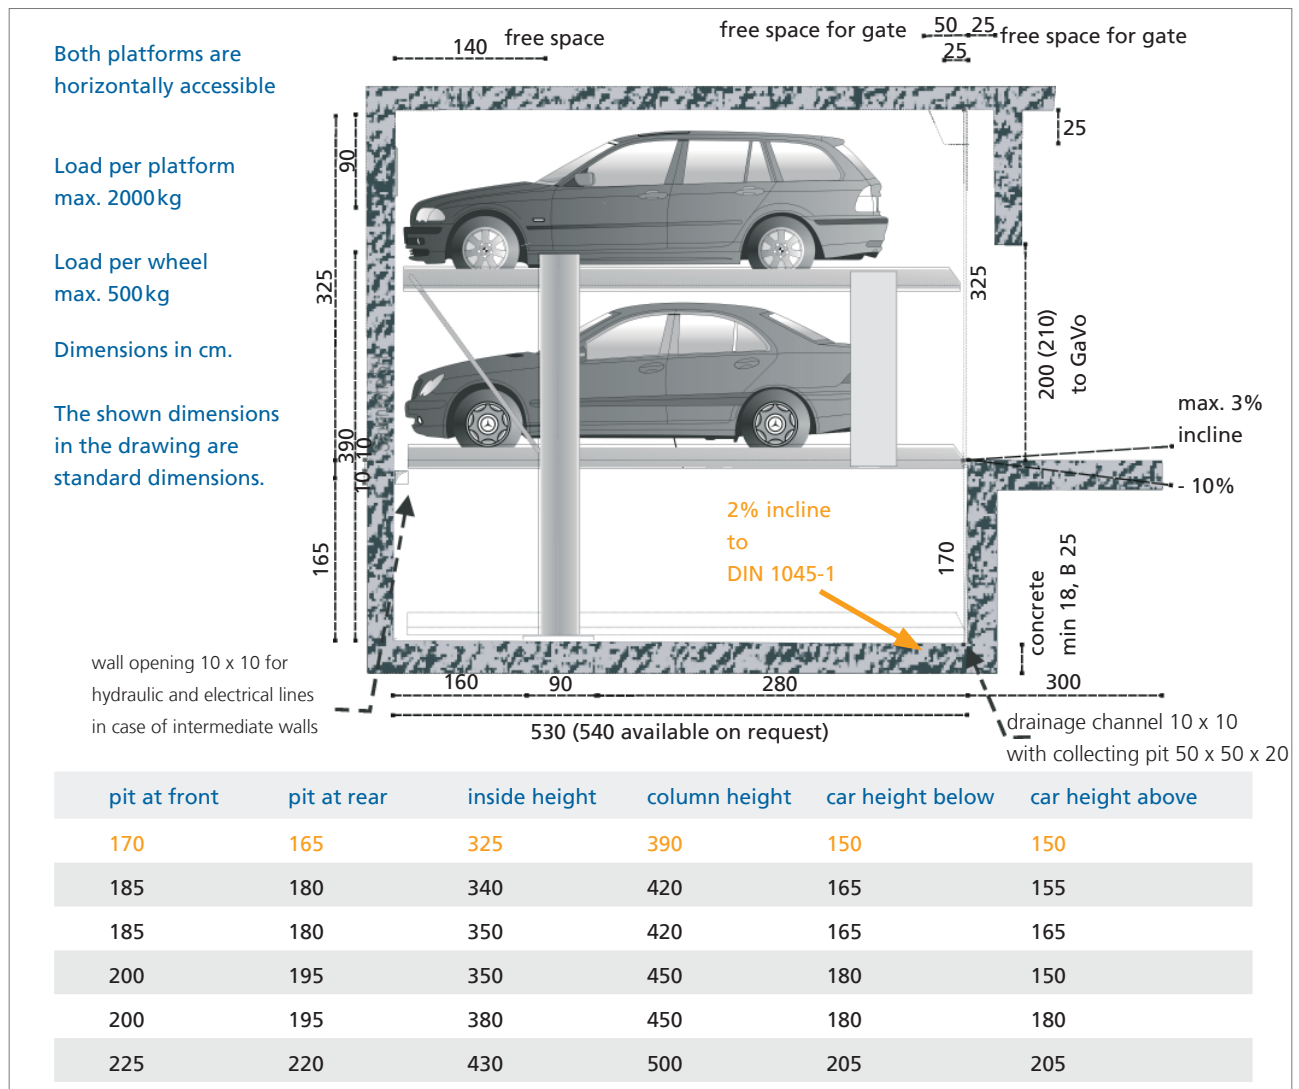 Both platforms are
horizontally accessible
Load per platform
max. 2000kg
Load per wheel
max. 500kg
Dimensions in cm.
The shown dimensions
in the drawing are
standard dimensions.
140
free space
free space for gate
50
25
free space for gate
25
25
90
325
390
10
10
165
325
200 (210)
to GaVo
max. 3%
incline
- 10%
2% incline
to
DIN 1045-1
170
concrete
min 18, B 25
wall opening 10 x 10 for
hydraulic and electrical lines
in case of intermediate walls
160
90
280
300
530 (540 available on request)
drainage channel 10 x 10
with collecting pit 50 x 50 x 20
pit at front pit at rear inside height column height car height below car height above
170 165 325 390 150 150
185 180 340 420 165 155
185 180 350 420 165 165
200 195 350 450 180 150
200 195 380 450 180 180
225 220 430 500 205 205